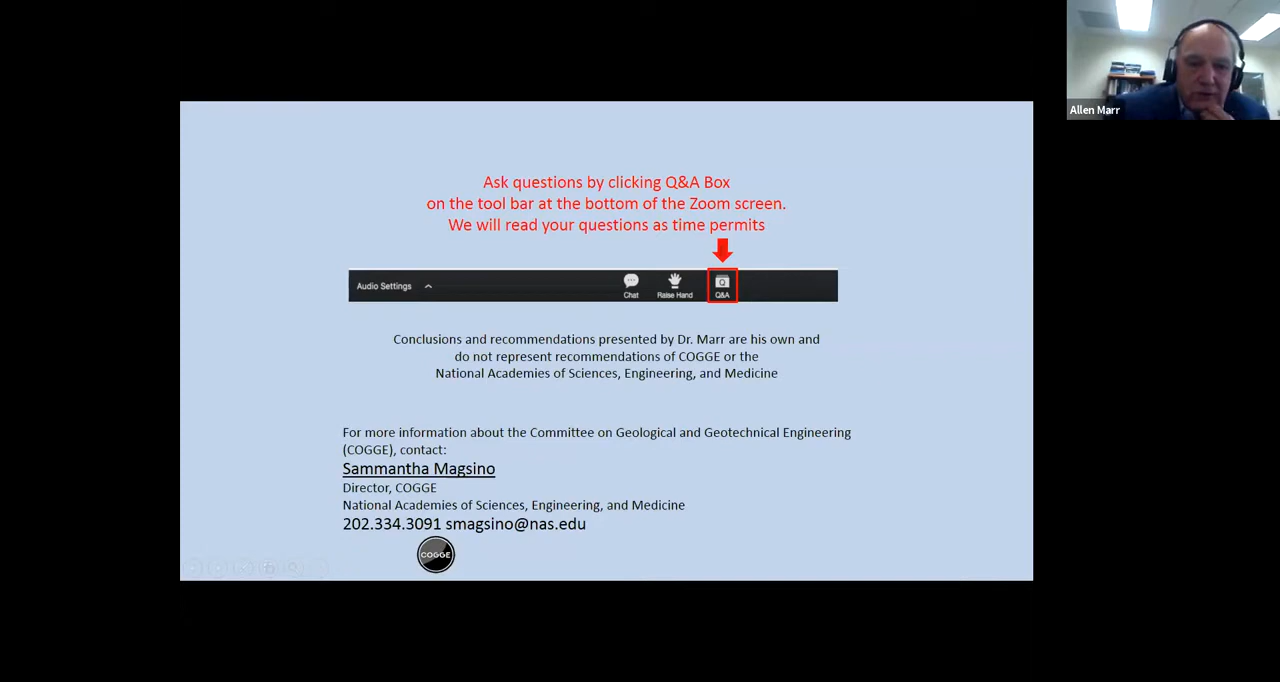 Allen Marr
Ask questions by clicking Q&A Box
on the tool bar at the bottom of the Zoom screen.
We will read your questions as time permits
Audio Settings
Chat
Raise Hand
Q
Q&A
Conclusions and recommendations presented by Dr. Marr are his own and
do not represent recommendations of COGGE or the
National Academies of Sciences, Engineering, and Medicine
For more information about the Committee on Geological and Geotechnical Engineering
(COGGE), contact:
Sammantha Magsino
Director, COGGE
National Academies of Sciences, Engineering, and Medicine
202.334.3091 smagsino@nas.edu
COGGE